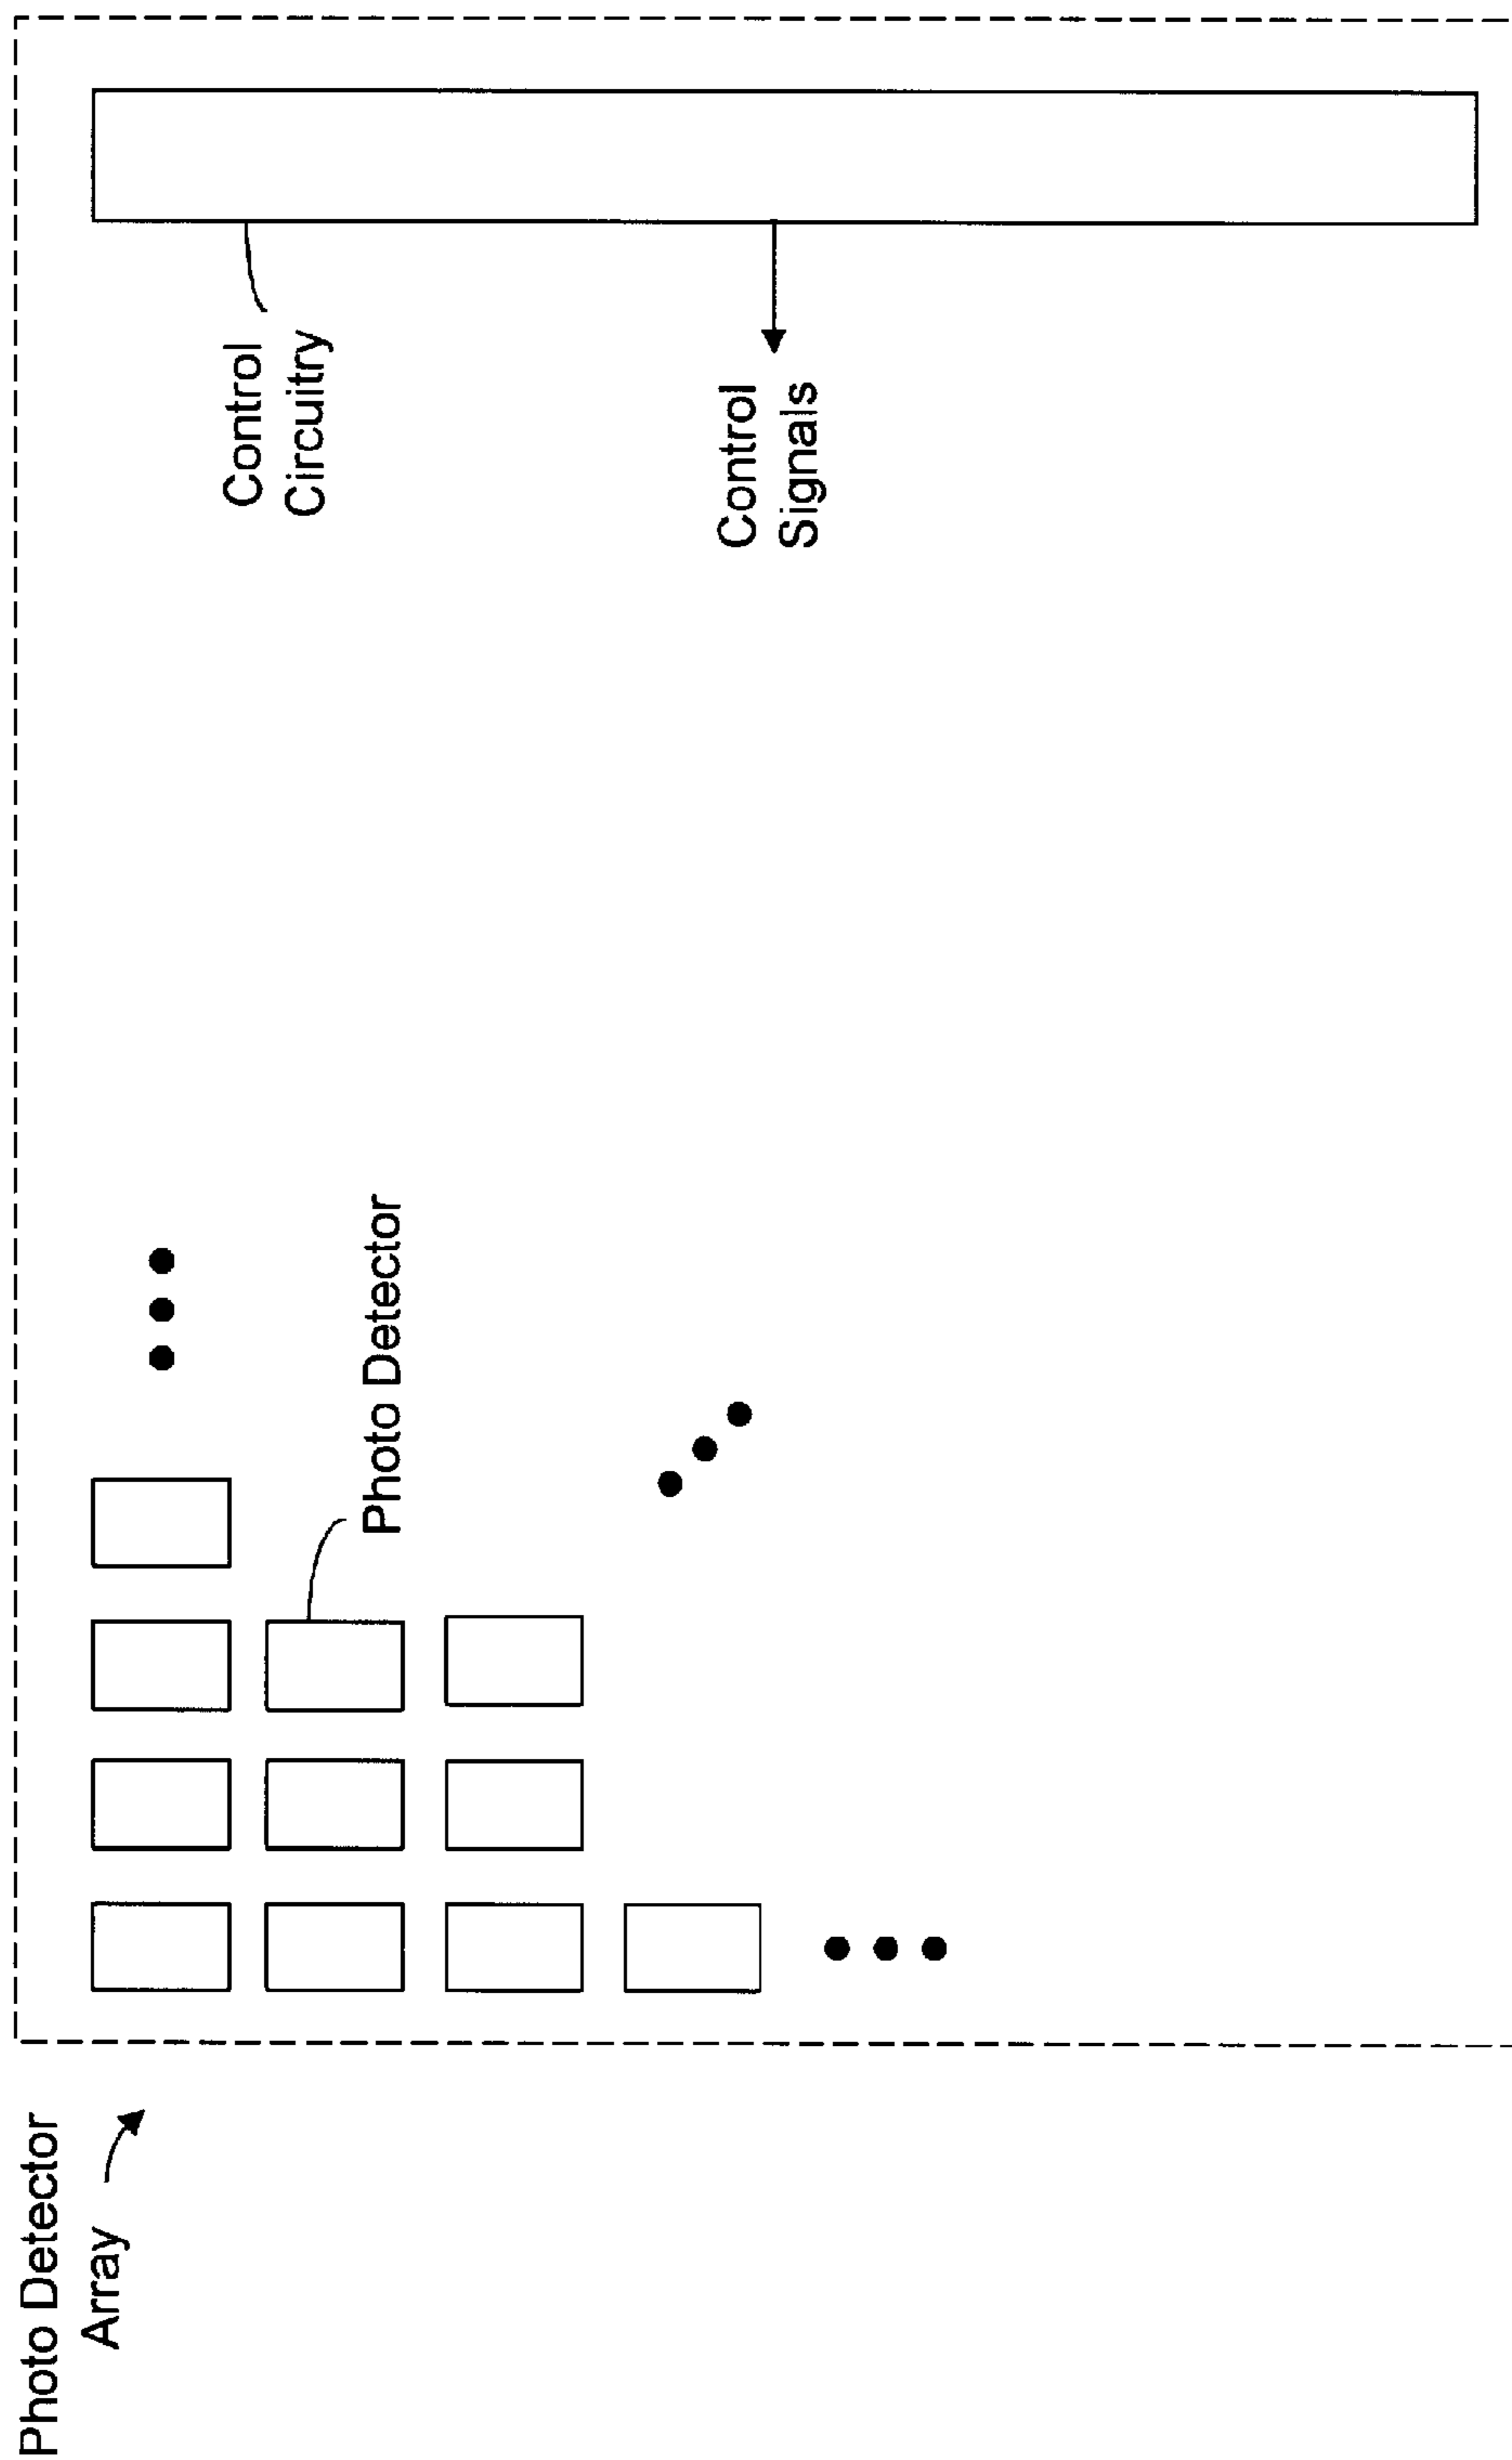 Photo Detector
Array
Photo Detector
Control
Circuitry
Control
Signals